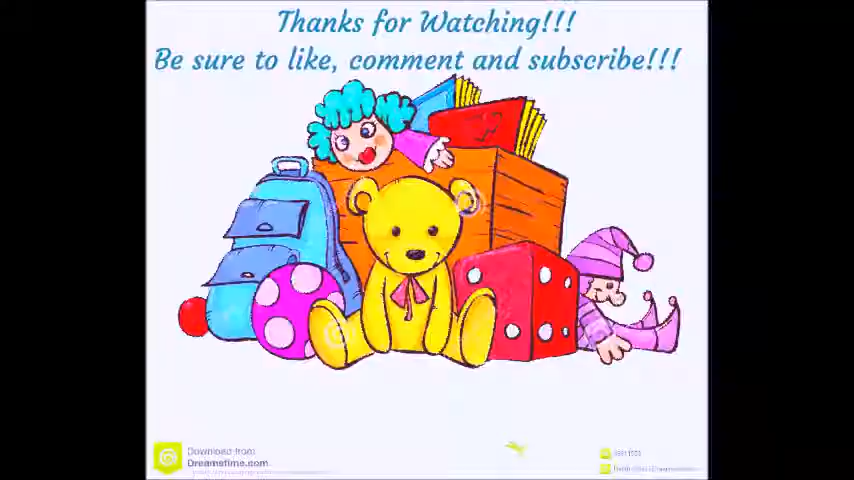 Thanks for Watching!!!
Be sure to like, comment and subscribe!!!
Download from
Dreamstime.com